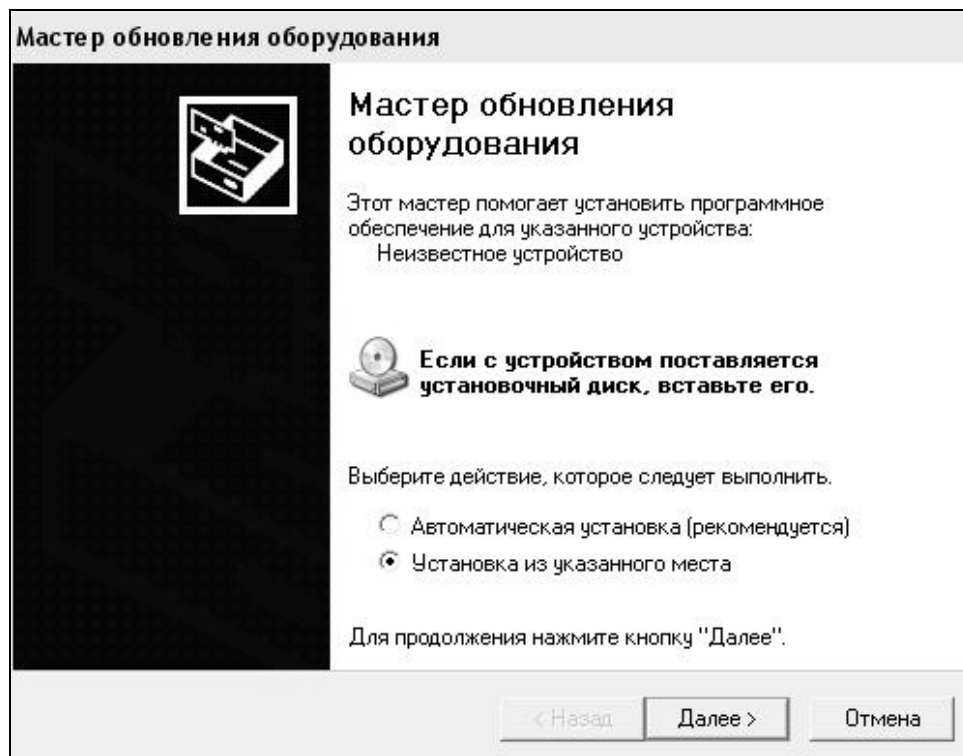 Мастер обновления оборудования
Мастер обновления
оборудования
Этот мастер помогает установить программное
обеспечение для указанного устройства:
Неизвестное устройство
Если с устройством поставляется
установочный диск, вставьте его.
Выберите действие, которое следует выполнить.
Автоматическая установка (рекомендуется)
Установка из указанного места
Для продолжения нажмите кнопку "Далее".
< Назад Далее > Отмена